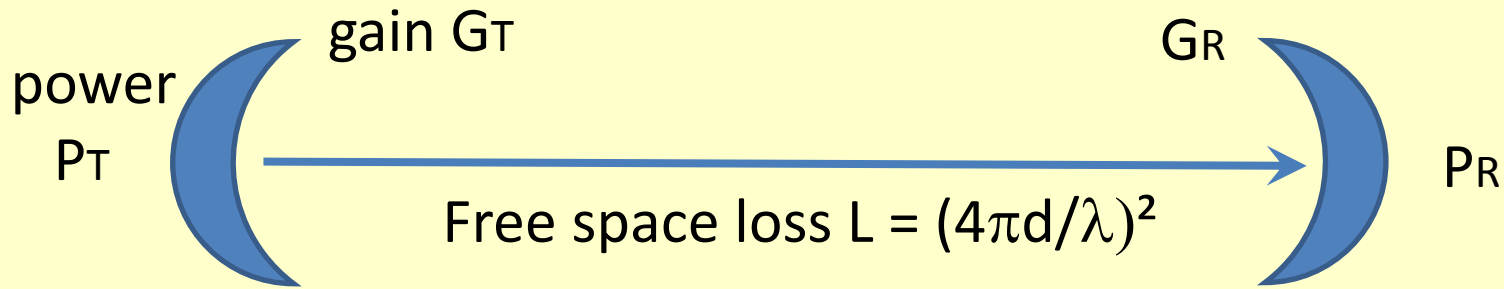 gain GT
GR
power
PT
PR
Free space loss L = (4πd/λ)²